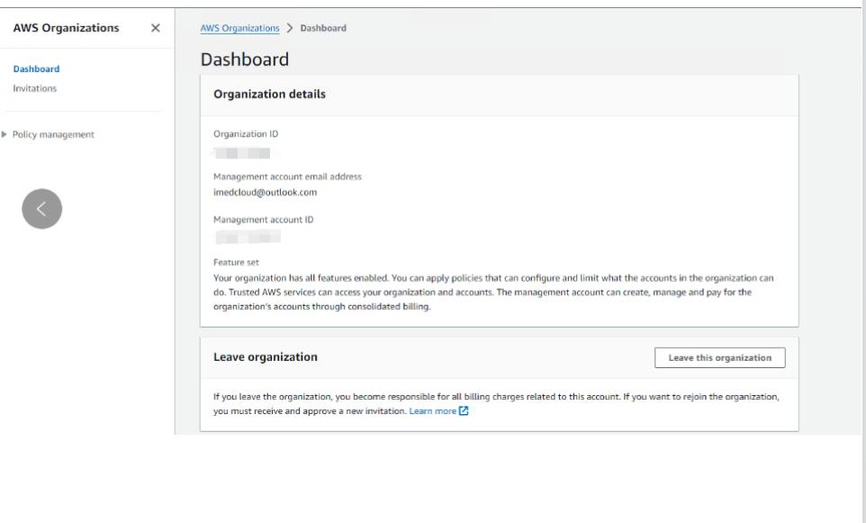 AWS Organizations
Dashboard
Invitations
Policy management
AWS Organizations > Dashboard
Dashboard
Organization details
Organization ID
Management account email address
imedcloud@outlook.com
Management account ID
Feature set
Your organization has all features enabled. You can apply policies that can configure and limit what the accounts in the organization can
do. Trusted AWS services can access your organization and accounts. The management account can create, manage and pay for the
organization's accounts through consolidated billing.
Leave organization
Leave this organization
If you leave the organization, you become responsible for all billing charges related to this account. If you want to rejoin the organization,
you must receive and approve a new invitation. Learn more